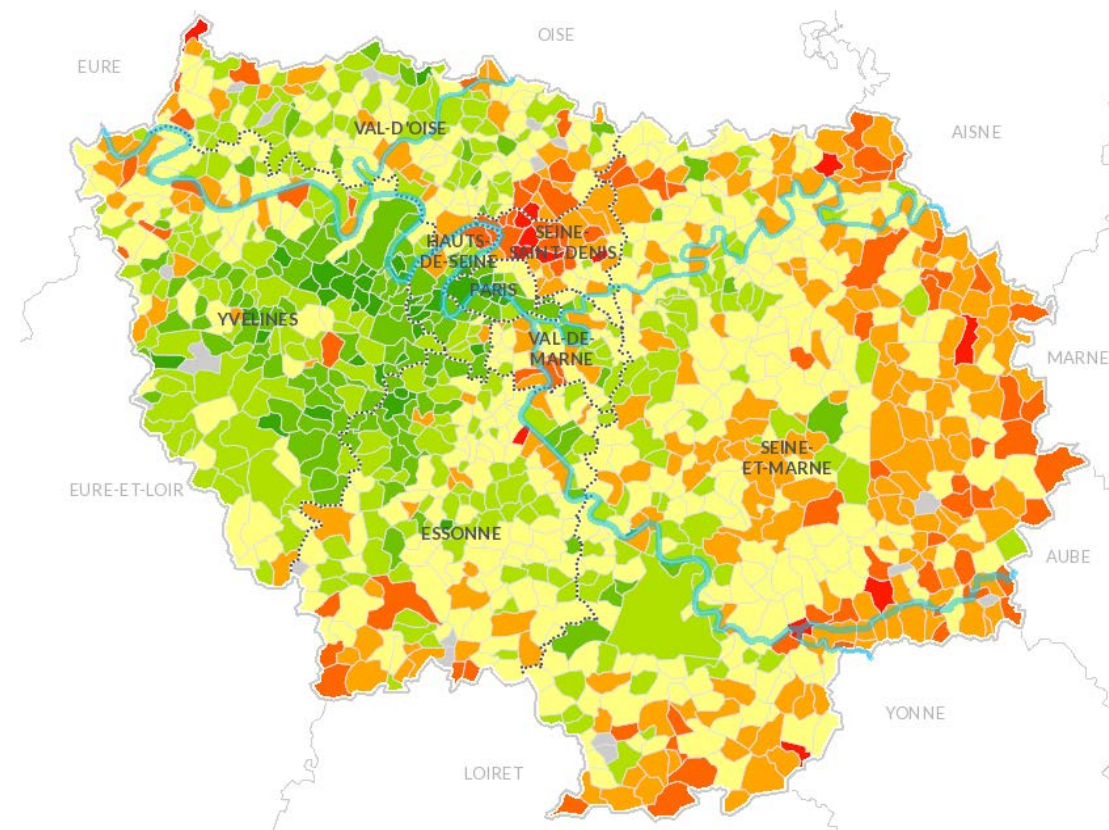 OISE
EURE
VAL-D'OISE
AISNE
HAUTS-
DE-SEINE
SEINE-
SAINT-DENIS
PARIS
YVELINES
VAL-DE-
MARNE
MARNE
SEINE-
ET-MARNE
EURE-ET-LOIR
ESSONNE
AUBE
YONNE
LOIRET